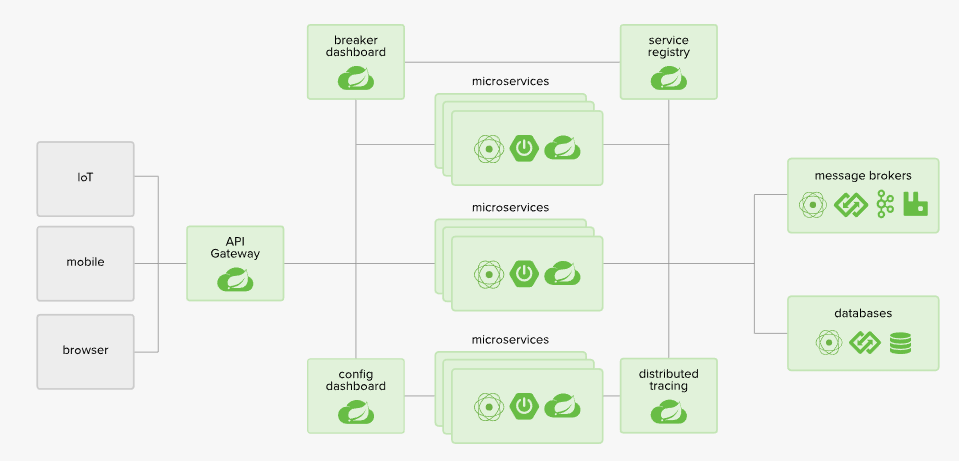 breaker
dashboard
service
registry
microservices
IoT
message brokers
microservices
API
Gateway
mobile
databases
microservices
browser
config
dashboard
distributed
tracing